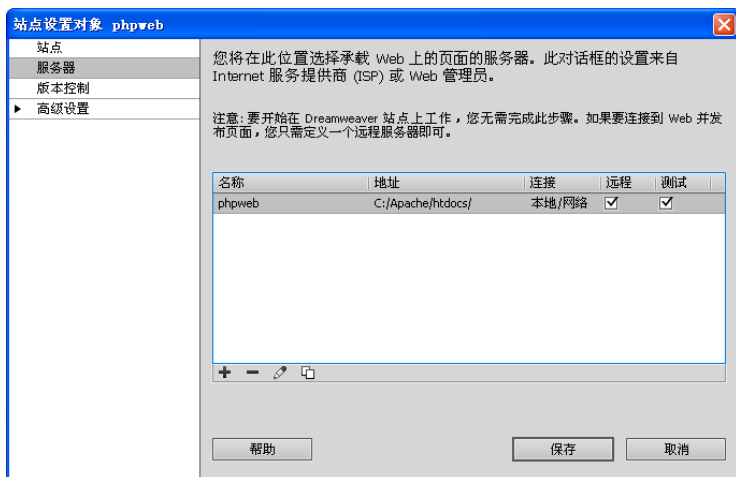 站点设置对象 phpweb
站点
服务器
版本控制
高级设置
您将在此位置选择承载 Web 上的页面的服务器。此对话框的设置来自
Internet 服务提供商 (ISP) 或 Web 管理员。
注意:要开始在 Dreamweaver 站点上工作，您无需完成此步骤。如果要连接到 Web 并发
布页面，您只需定义一个远程服务器即可。
名称 地址 连接 远程 测试
phpweb C:/Apache/htdocs/ 本地/网络
帮助 保存 取消